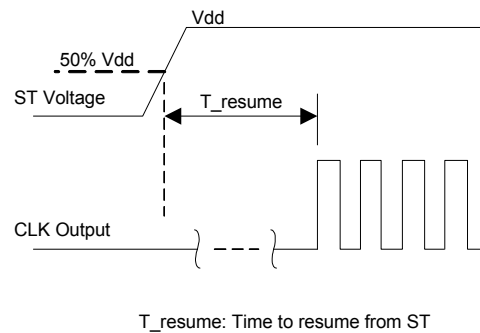 Vdd
50% Vdd
ST Voltage
T_resume
CLK Output
T_resume: Time to resume from ST